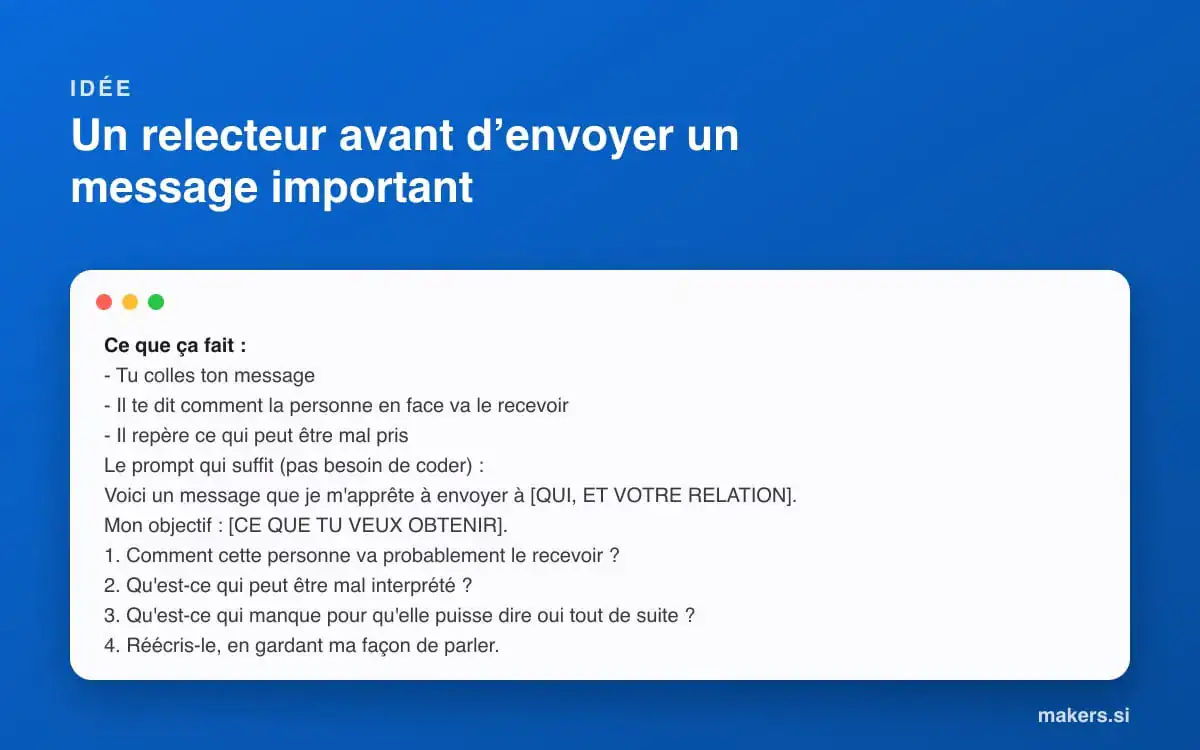 IDÉE
Un relecteur avant d’envoyer un
message important
Ce que ça fait :
- Tu colles ton message
- Il te dit comment la personne en face va le recevoir
- Il repère ce qui peut être mal pris
Le prompt qui suffit (pas besoin de coder) :
Voici un message que je m'apprête à envoyer à [QUI, ET VOTRE RELATION].
Mon objectif : [CE QUE TU VEUX OBTENIR].
1. Comment cette personne va probablement le recevoir ?
2. Qu'est-ce qui peut être mal interprété ?
3. Qu'est-ce qui manque pour qu'elle puisse dire oui tout de suite ?
4. Réécris-le, en gardant ma façon de parler.
makers.si